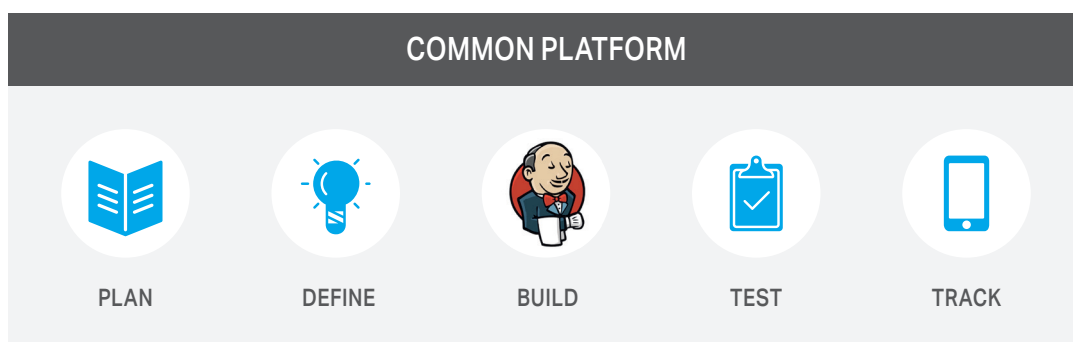 COMMON PLATFORM
PLAN
DEFINE
BUILD
TEST
TRACK